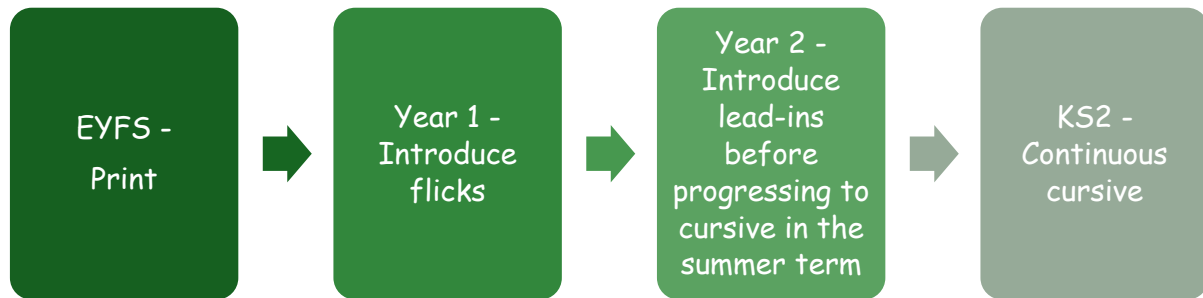 EYFS -
Print
Year 1 -
Introduce
flicks
Year 2 -
Introduce
lead-ins
before
progressing to
cursive in the
summer term
KS2 -
Continuous
cursive